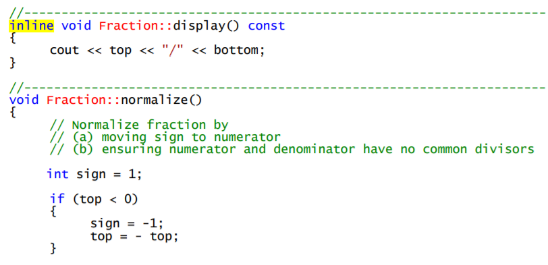 //----------------------------------------------------------------------
inline void Fraction::display() const
{
cout << top << "/" << bottom;
}
//----------------------------------------------------------------------
void Fraction::normalize()
{
// Normalize fraction by
// (a) moving sign to numerator
// (b) ensuring numerator and denominator have no common divisors
int sign = 1;
if (top < 0)
{
sign = -1;
top = - top;
}